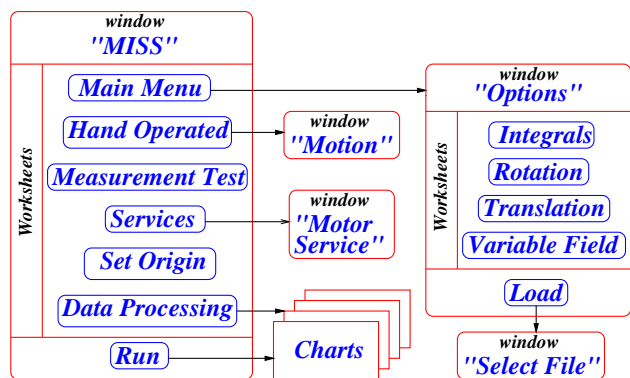 window
"MISS"
Worksheets
Main Menu
Hand Operated
Measurement Test
Services
Set Origin
Data Processing
Run
window
"Motion"
window
"Motor
Service"
Charts
window
"Options"
Worksheets
Integrals
Rotation
Translation
Variable Field
Load
window
"Select File"